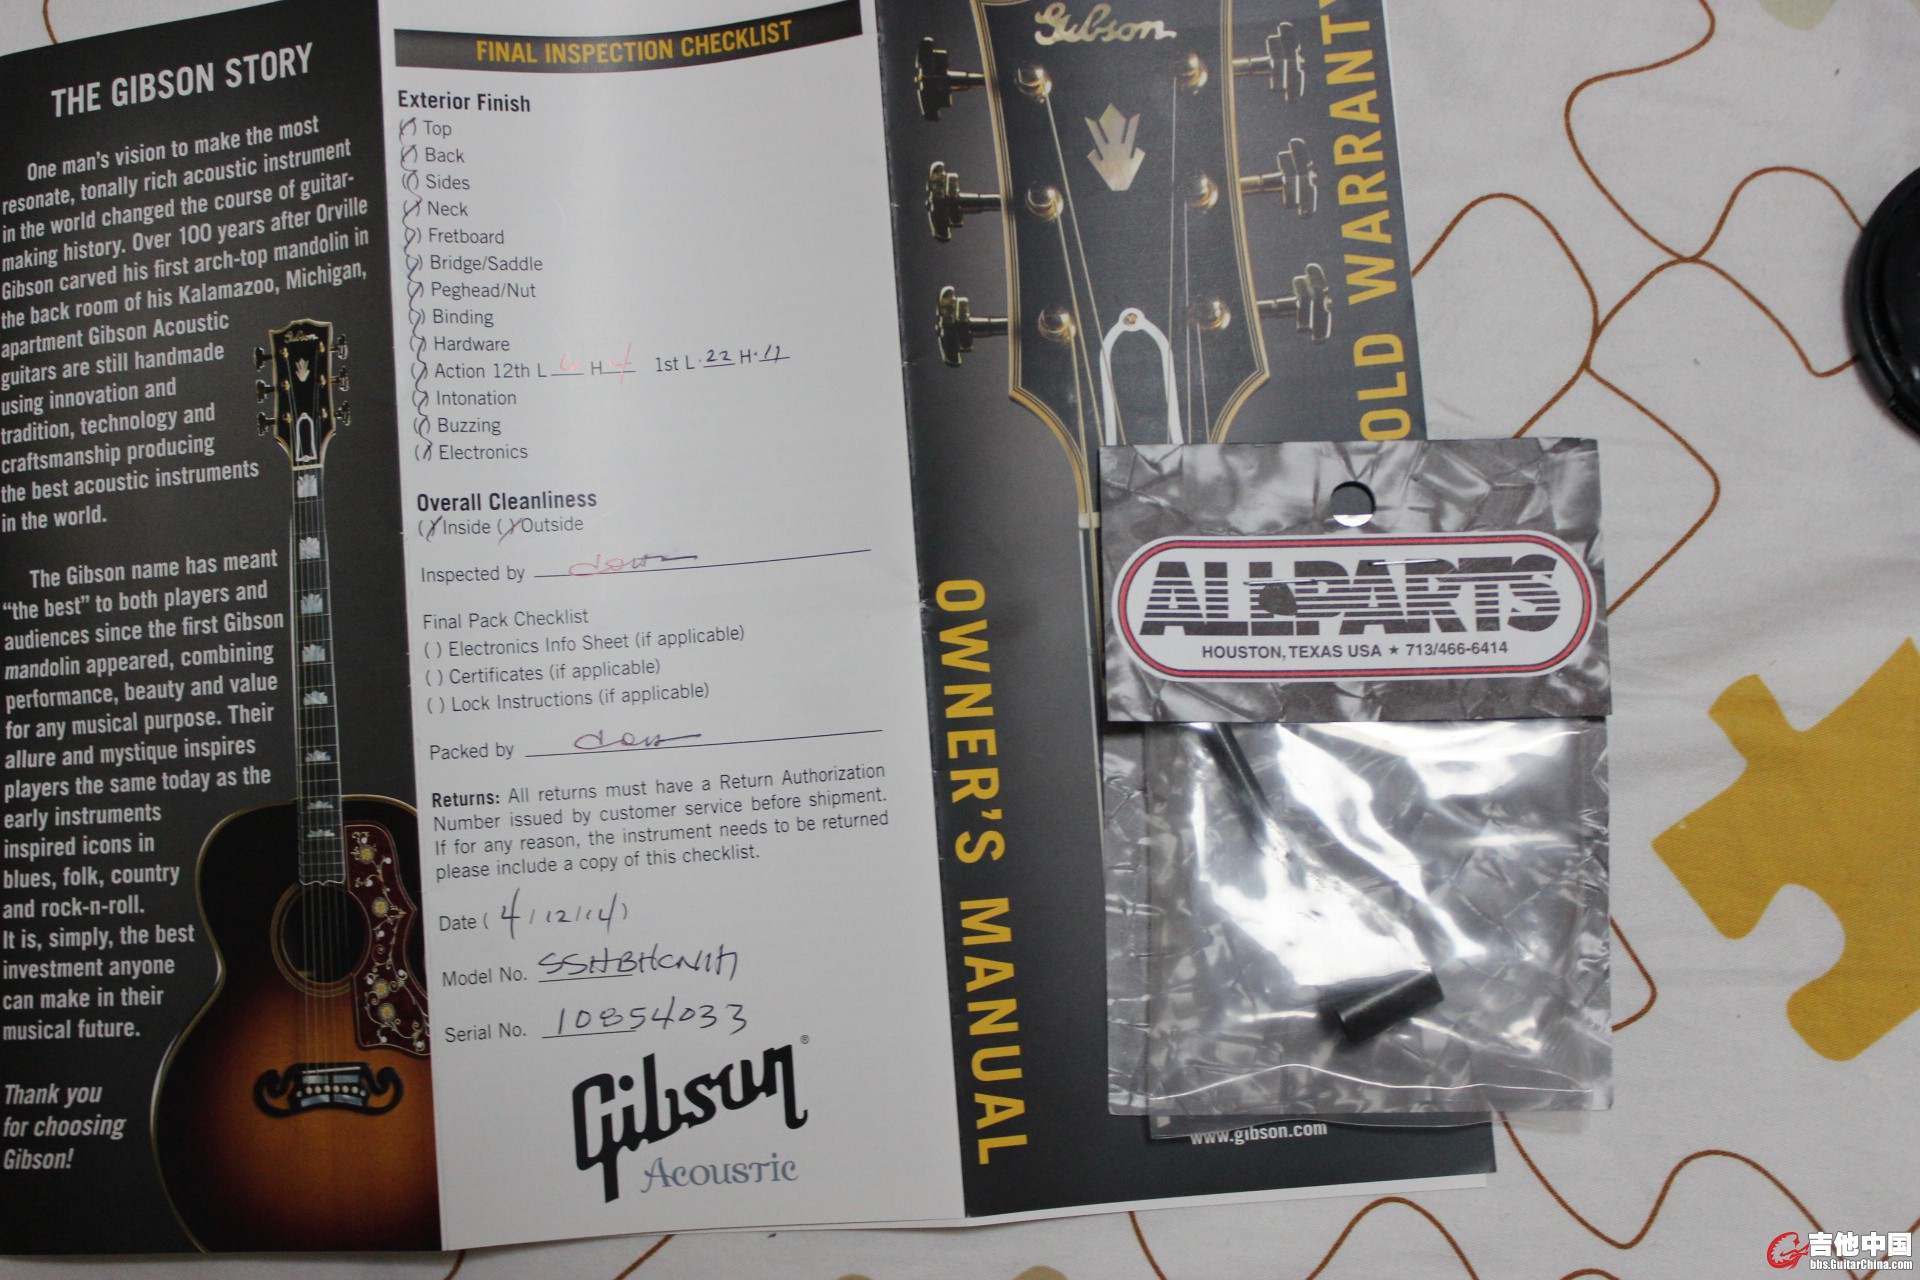 THE GIBSON STORY
One man's vision to make the most
resonate, tonally rich acoustic instrument
in the world changed the course of guitar-
making history. Over 100 years after Orville
Gibson carved his first arch-top mandolin in
the back room of his Kalamazoo, Michigan,
apartment Gibson Acoustic
guitars are still handmade
using innovation and
tradition, technology and
craftsmanship producing
the best acoustic instruments
in the world.
The Gibson name has meant
"the best" to both players and
audiences since the first Gibson
mandolin appeared, combining
performance, beauty and value
for any musical purpose. Their
allure and mystique inspires
players the same today as the
early instruments
inspired icons in
blues, folk, country
and rock-n-roll.
It is, simply, the best
investment anyone
can make in their
musical future.
Thank you
for choosing
Gibson!
Gibson
FINAL INSPECTION CHECKLIST
Exterior Finish
(✓) Top
(✓) Back
(✓) Sides
(✓) Neck
(✓) Fretboard
(✓) Bridge/Saddle
(✓) Peghead/Nut
(✓) Binding
(✓) Hardware
(✓) Action 12th L 6 H 4 1st L .22 H .11
(✓) Intonation
(✓) Buzzing
(✓) Electronics
Overall Cleanliness
(✓) Inside (✓) Outside
Inspected by
Final Pack Checklist
( ) Electronics Info Sheet (if applicable)
( ) Certificates (if applicable)
( ) Lock Instructions (if applicable)
Packed by
Returns: All returns must have a Return Authorization
Number issued by customer service before shipment.
If for any reason, the instrument needs to be returned
please include a copy of this checklist.
Date ( 4 / 12 / 14 )
Model No. SSHBHCNIH
Serial No. 10854033
Gibson®
Acoustic
Gibson
OWNER'S MANUAL
OLD WARRANTY
www.gibson.com
ALLPARTS
HOUSTON, TEXAS USA ★ 713/466-6414
吉他中国
bbs.GuitarChina.com